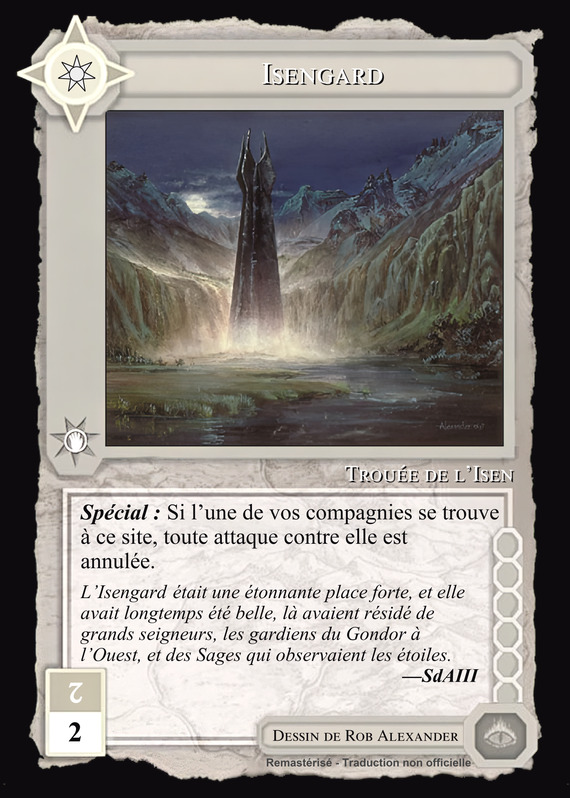 Isengard
Alexander
Trouée de l'Isen
Spécial : Si l'une de vos compagnies se trouve
à ce site, toute attaque contre elle est
annulée.
L'Isengard était une étonnante place forte, et elle
avait longtemps été belle, là avaient résidé de
grands seigneurs, les gardiens du Gondor à
l'Ouest, et des Sages qui observaient les étoiles.
—SdAIII
2
2
Dessin de Rob Alexander
Remastérisé - Traduction non officielle